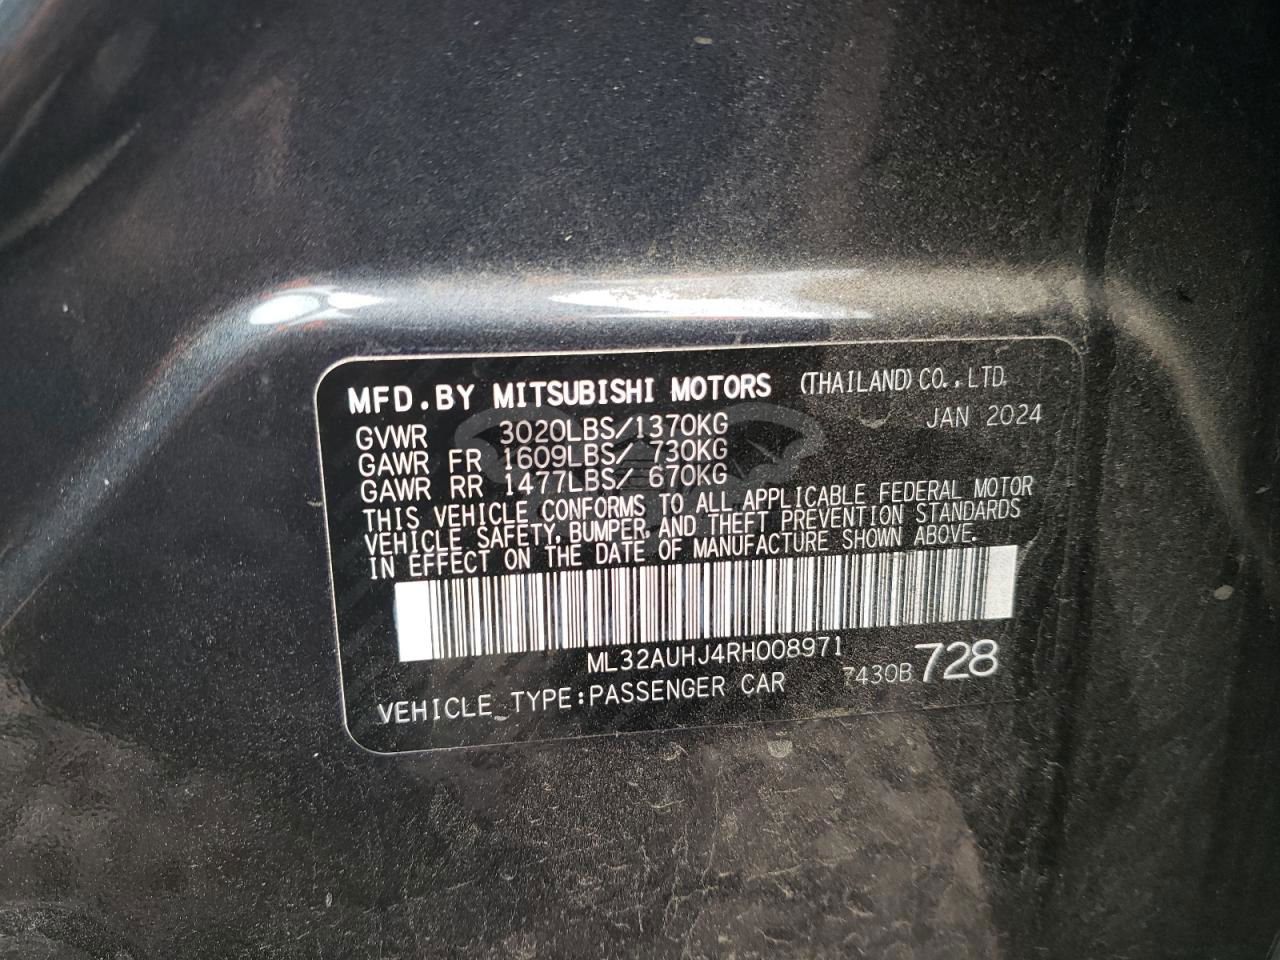 MFD. BY MITSUBISHI MOTORS (THAILAND) CO., LTD.
JAN 2024
GVWR 3020LBS/1370KG
GAWR FR 1609LBS/ 730KG
GAWR RR 1477LBS/ 670KG
THIS VEHICLE CONFORMS TO ALL APPLICABLE FEDERAL MOTOR
VEHICLE SAFETY, BUMPER, AND THEFT PREVENTION STANDARDS
IN EFFECT ON THE DATE OF MANUFACTURE SHOWN ABOVE.
ML32AUHJ4RH008971
VEHICLE TYPE:PASSENGER CAR 7430B 728